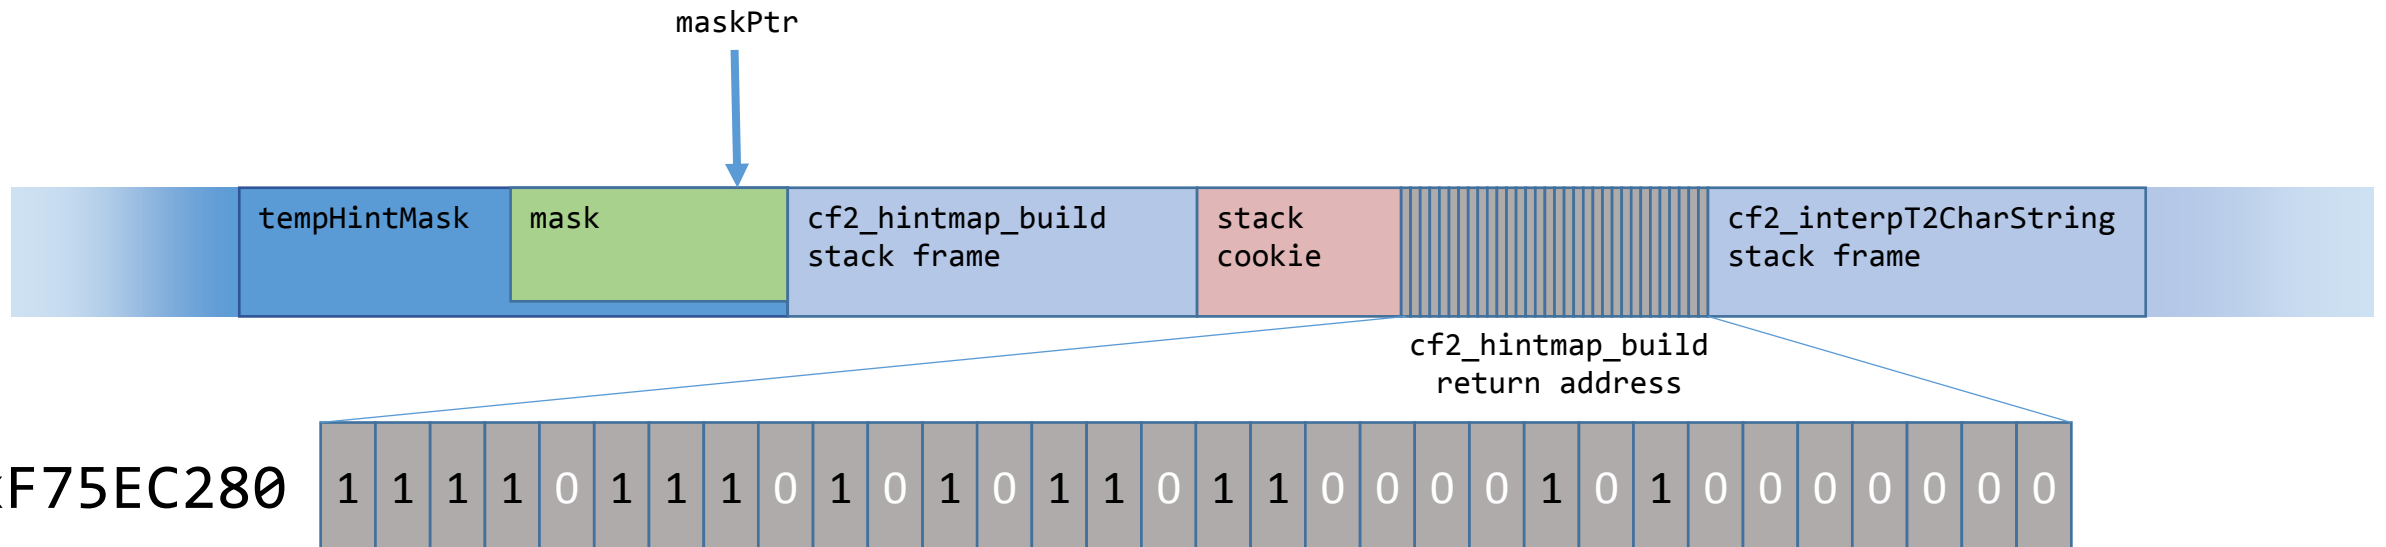 maskPtr
tempHintMask
mask
cf2_hintmap_build
stack frame
stack
cookie
cf2_interpT2CharString
stack frame
cf2_hintmap_build
return address
xF75EC280 1 1 1 1 0 1 1 1 0 1 0 1 0 1 1 0 1 1 0 0 0 0 1 0 1 0 0 0 0 0 0 0